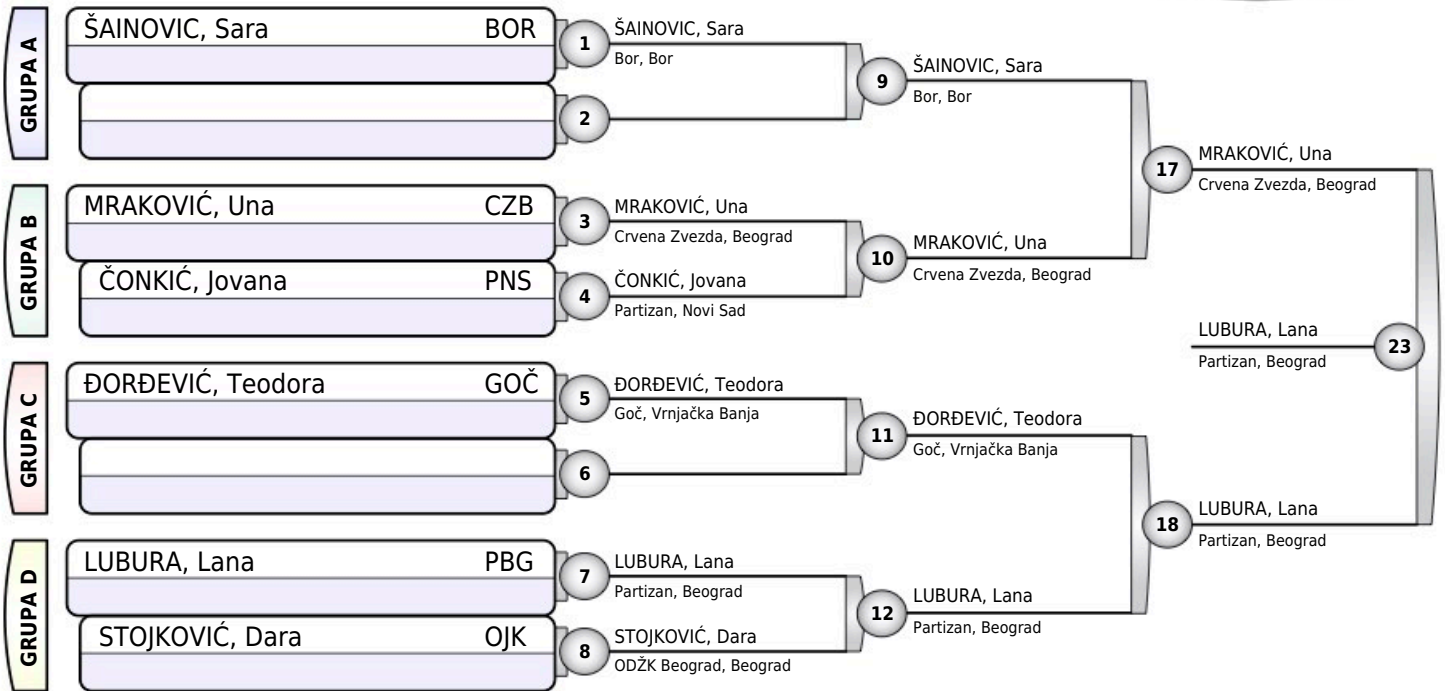 GRUPA A
ŠAINOVIC, Sara BOR
1
ŠAINOVIC, Sara
Bor, Bor
2
9
ŠAINOVIC, Sara
Bor, Bor
GRUPA B
MRAKOVIĆ, Una CZB
3
MRAKOVIĆ, Una
Crvena Zvezda, Beograd
ČONKIĆ, Jovana PNS
4
ČONKIĆ, Jovana
Partizan, Novi Sad
10
MRAKOVIĆ, Una
Crvena Zvezda, Beograd
17
MRAKOVIĆ, Una
Crvena Zvezda, Beograd
GRUPA C
ĐORĐEVIĆ, Teodora GOČ
5
ĐORĐEVIĆ, Teodora
Goč, Vrnjačka Banja
6
11
ĐORĐEVIĆ, Teodora
Goč, Vrnjačka Banja
GRUPA D
LUBURA, Lana PBG
7
LUBURA, Lana
Partizan, Beograd
STOJKOVIĆ, Dara OJK
8
STOJKOVIĆ, Dara
ODŽK Beograd, Beograd
12
LUBURA, Lana
Partizan, Beograd
18
LUBURA, Lana
Partizan, Beograd
LUBURA, Lana
Partizan, Beograd
23